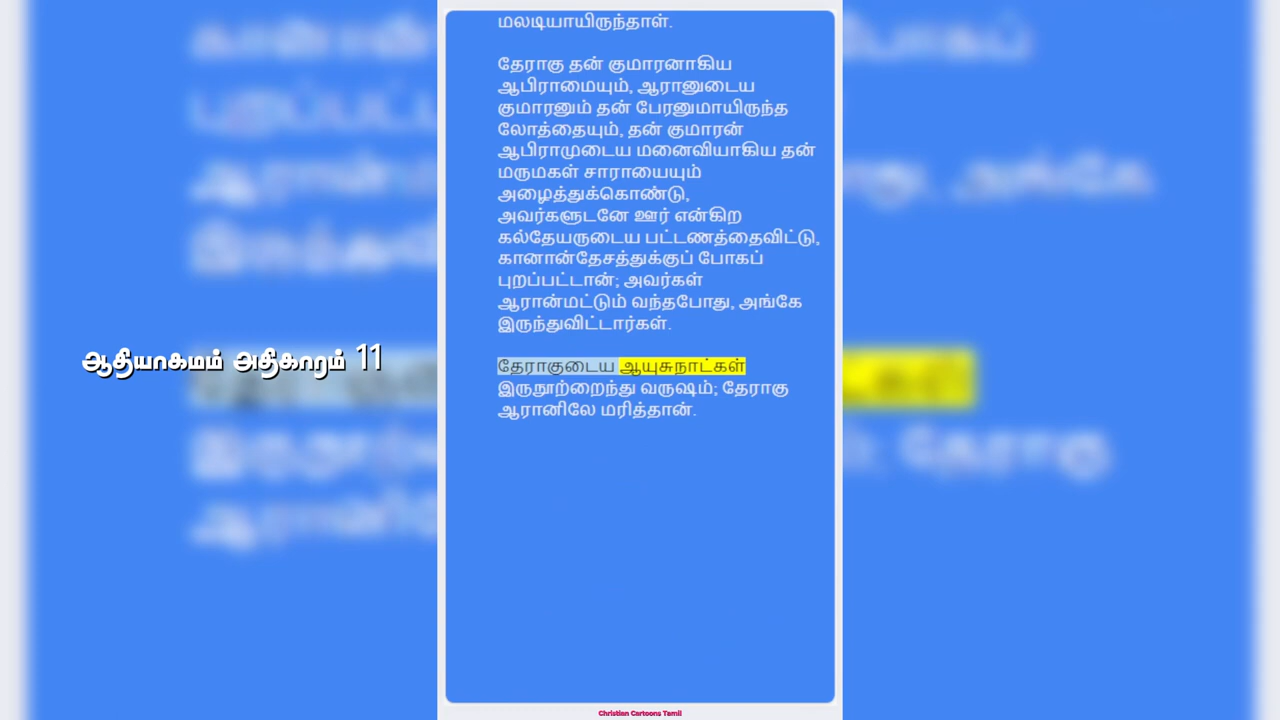 மலடியாயிருந்தாள்.
தேராகு தன் குமாரனாகிய
ஆபிராமையும், ஆரானுடைய
குமாரனும் தன் பேரனுமாயிருந்த
லோத்தையும், தன் குமாரன்
ஆபிராமுடைய மனைவியாகிய தன்
மருமகள் சாராயையும்
அழைத்துக்கொண்டு,
அவர்களுடனே ஊர் என்கிற
கல்தேயருடைய பட்டணத்தைவிட்டு,
கானான்தேசத்துக்குப் போகப்
புறப்பட்டான்; அவர்கள்
ஆரான்மட்டும் வந்தபோது, அங்கே
இருந்துவிட்டார்கள்.
தேராகுடைய ஆயுசுநாட்கள்
இருநூற்றைந்து வருஷம்; தேராகு
ஆரானிலே மரித்தான்.
ஆதியாகமம் அதிகாரம் 11
Christian Cartoons Tamil